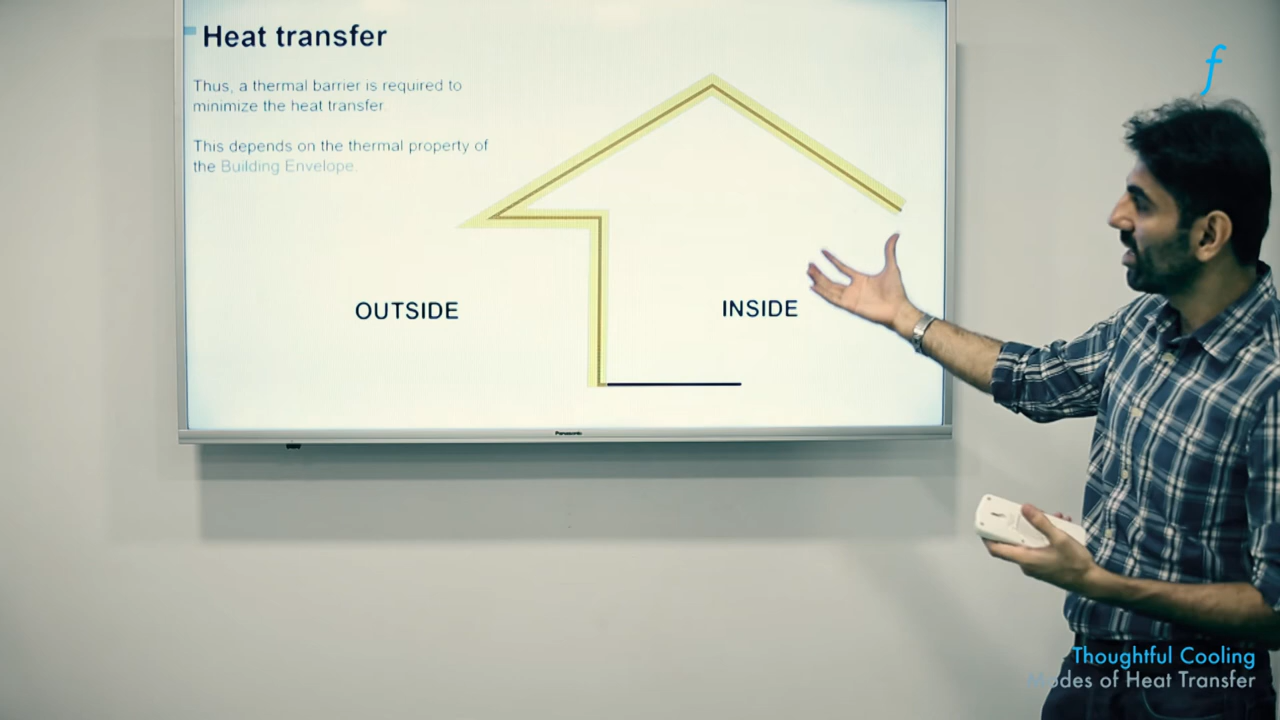 Heat transfer
Thus, a thermal barrier is required to
minimize the heat transfer.
This depends on the thermal property of
the Building Envelope.
OUTSIDE
INSIDE
Panasonic
f
Thoughtful Cooling
Modes of Heat Transfer